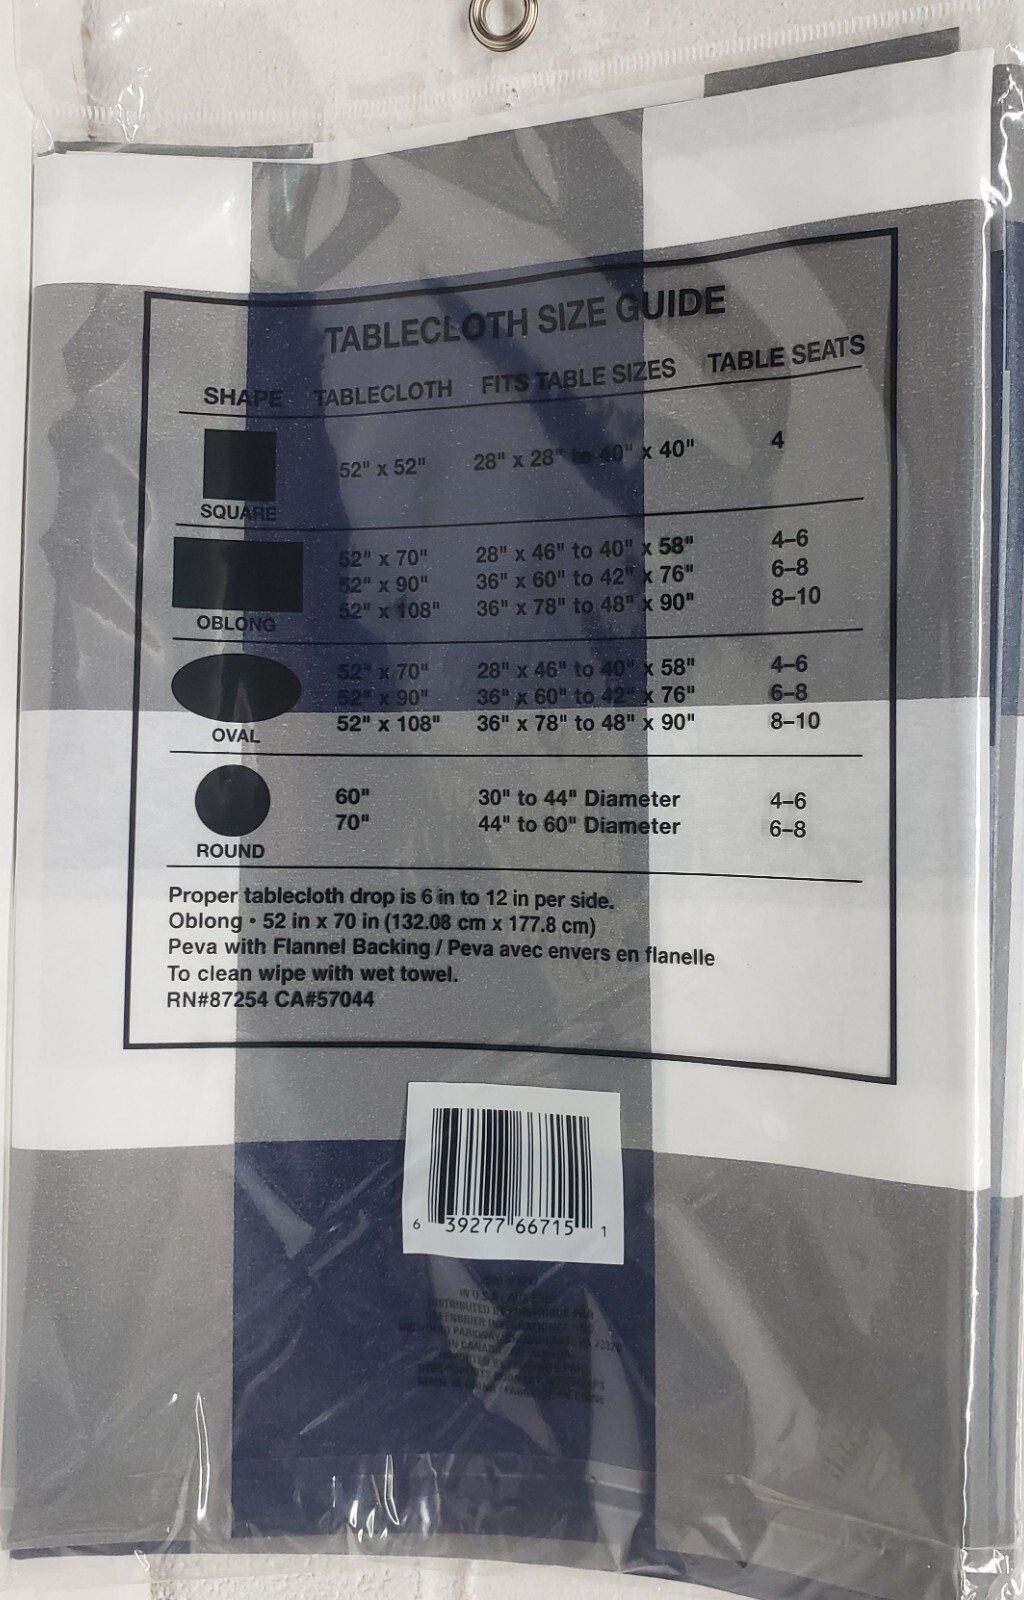 TABLECLOTH SIZE GUIDE
SHAPE TABLECLOTH FITS TABLE SIZES TABLE SEATS
52" x 52" 28" x 28" to 40" x 40" 4
SQUARE
52" x 70" 28" x 46" to 40" x 58" 4–6
52" x 90" 36" x 60" to 42" x 76" 6–8
52" x 108" 36" x 78" to 48" x 90" 8–10
OBLONG
52" x 70" 28" x 46" to 40" x 58" 4–6
52" x 90" 36" x 60" to 42" x 76" 6–8
52" x 108" 36" x 78" to 48" x 90" 8–10
OVAL
60" 30" to 44" Diameter 4–6
70" 44" to 60" Diameter 6–8
ROUND
Proper tablecloth drop is 6 in to 12 in per side.
Oblong • 52 in x 70 in (132.08 cm x 177.8 cm)
Peva with Flannel Backing / Peva avec envers en flanelle
To clean wipe with wet towel.
RN#87254 CA#57044
6 39277 66715 1
IN U.S.A.
DISTRIBUTED
PARKWAY
23320
MADE IN CHINA /